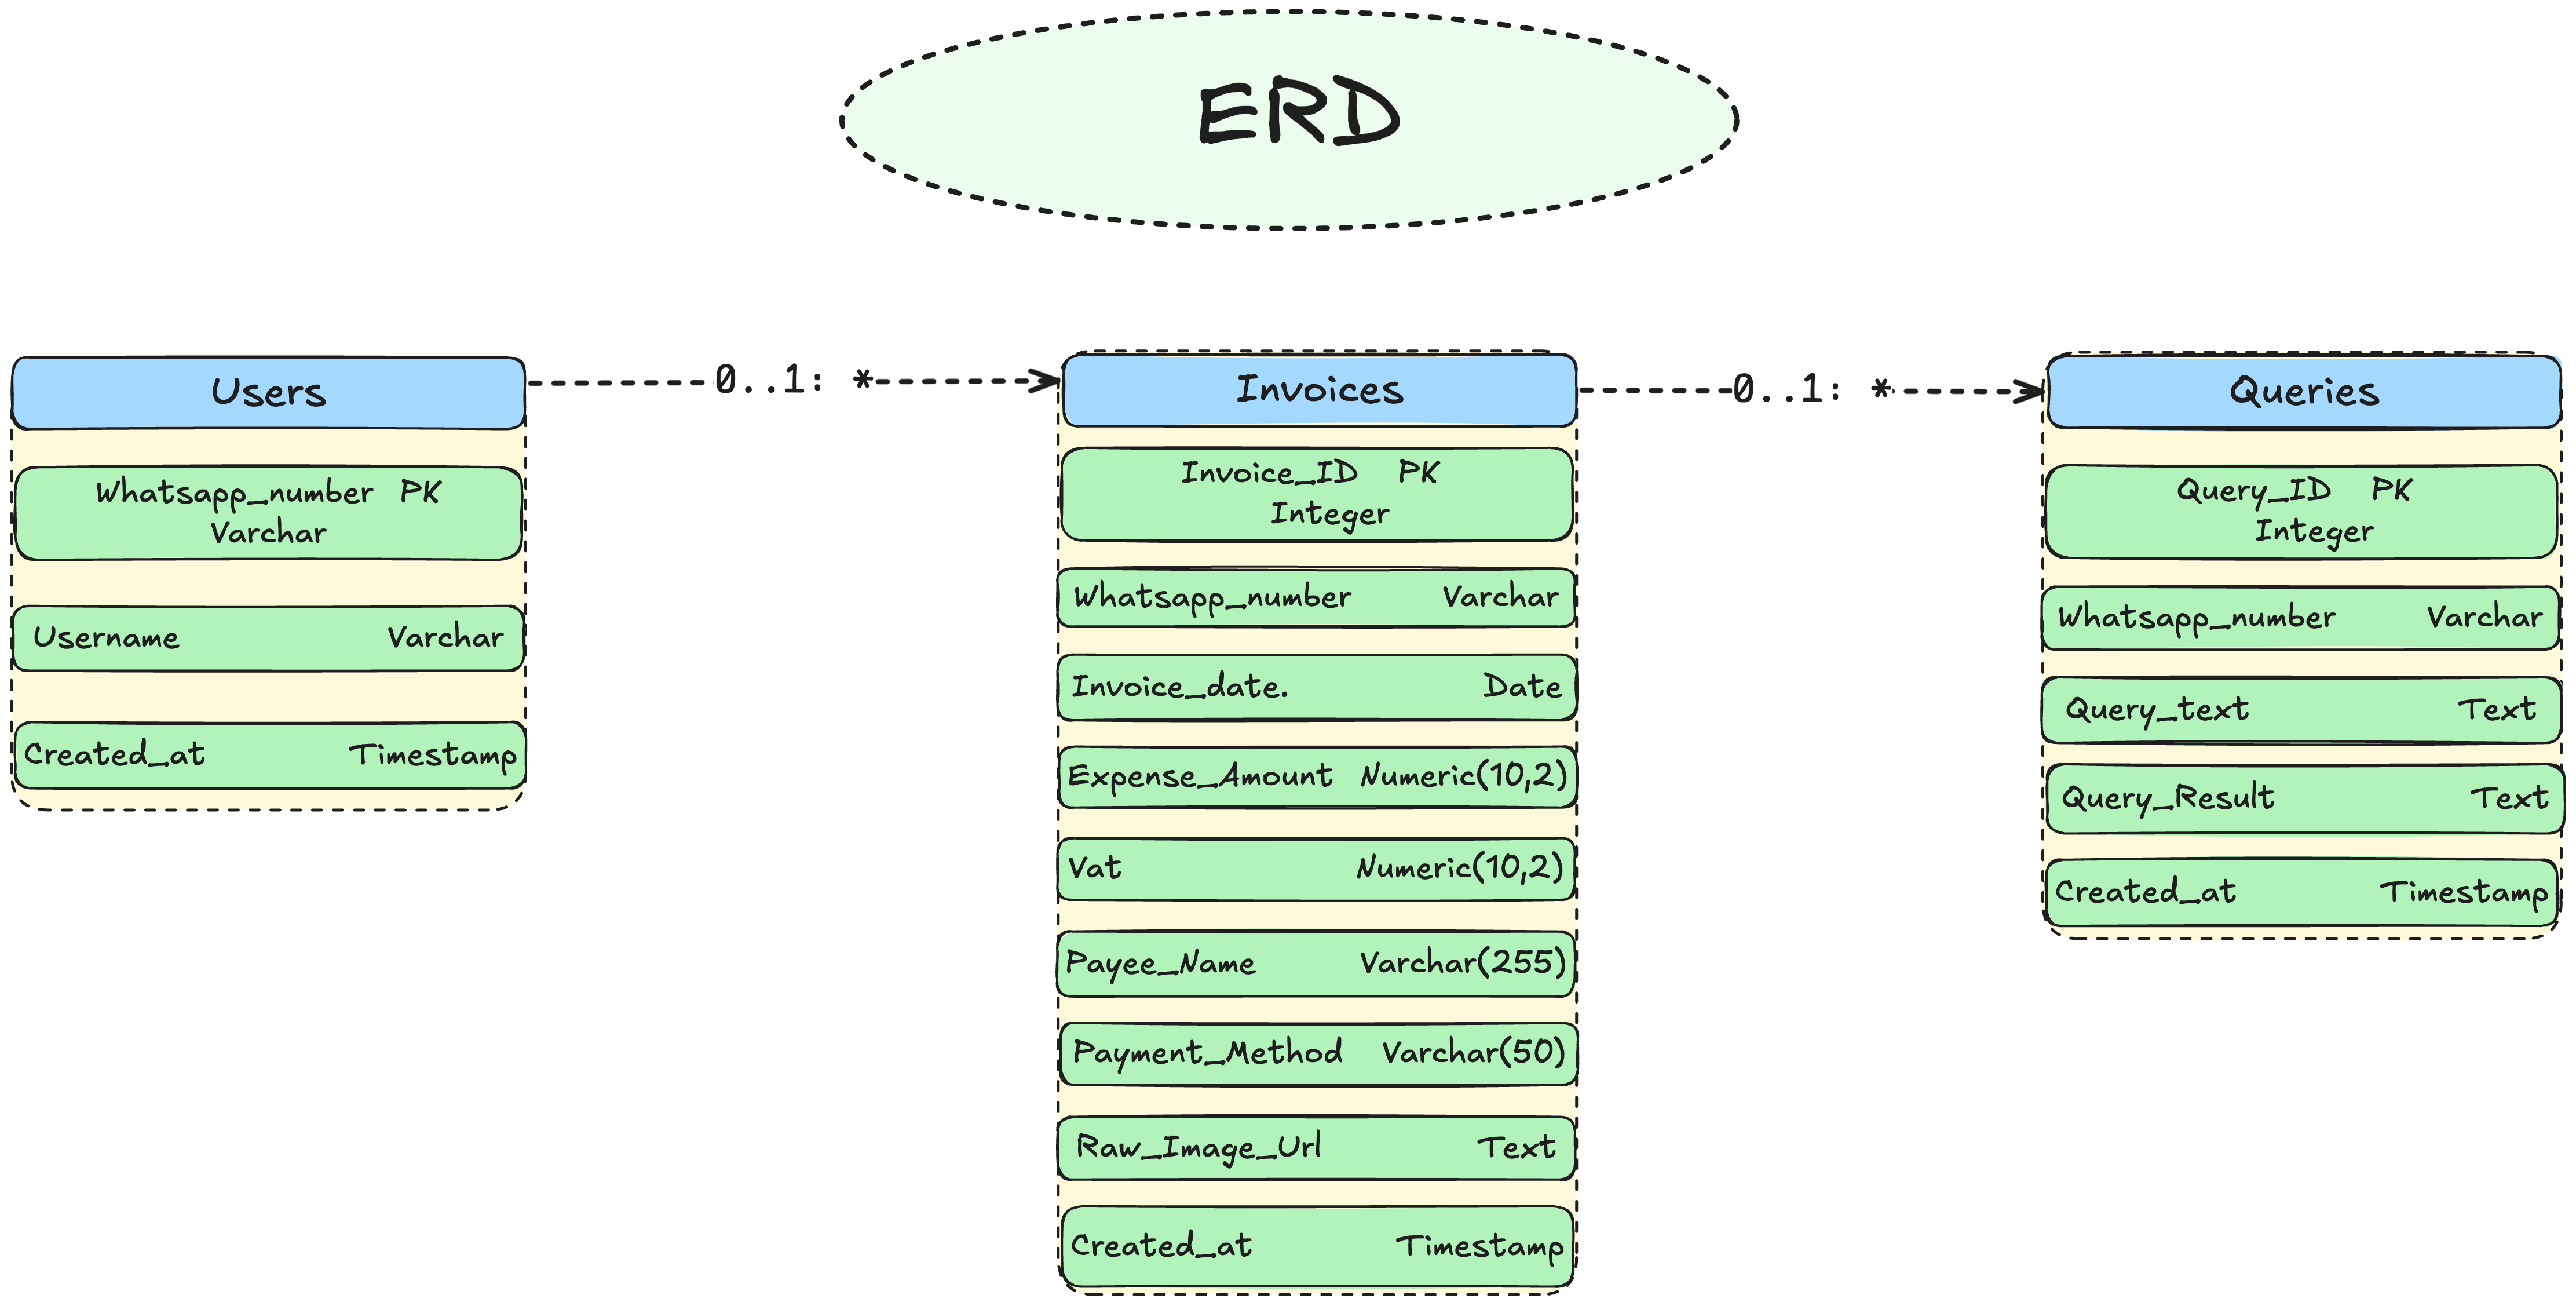 ERD
Users
0..1: *
Invoices
0..1: *
Queries
Whatsapp_number PK
Varchar
Username Varchar
Created_at Timestamp
Invoice_ID PK
Integer
Whatsapp_number Varchar
Invoice_date. Date
Expense_Amount Numeric(10,2)
Vat Numeric(10,2)
Payee_Name Varchar(255)
Payment_Method Varchar(50)
Raw_Image_Url Text
Created_at Timestamp
Query_ID PK
Integer
Whatsapp_number Varchar
Query_text Text
Query_Result Text
Created_at Timestamp